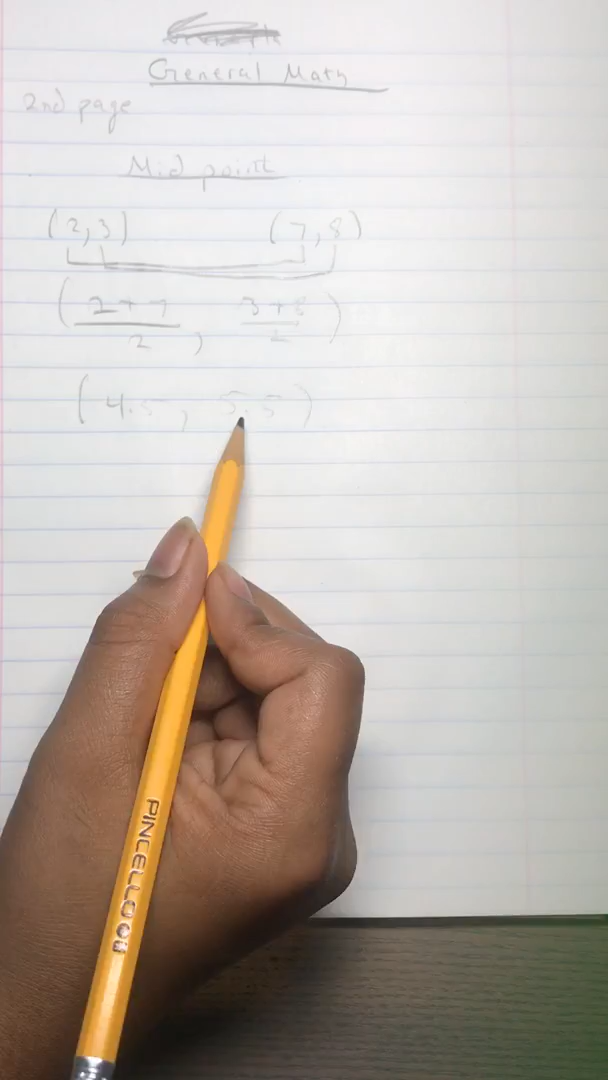 General Math
2nd page
Mid point
(2,3) (7,8)
(2+7/2, 3+8/2)
(4.5, 5.5)
PINCELLO